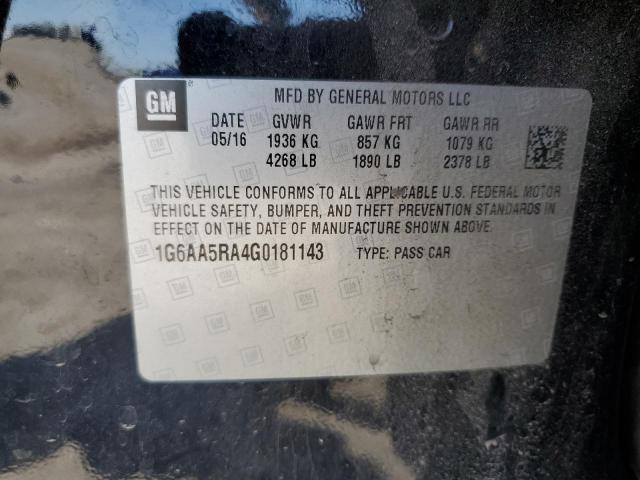 GM
MFD BY GENERAL MOTORS LLC
DATE GVWR GAWR FRT GAWR RR
05/16 1936 KG 857 KG 1079 KG
4268 LB 1890 LB 2378 LB
THIS VEHICLE CONFORMS TO ALL APPLICABLE U.S. FEDERAL MOTOR
VEHICLE SAFETY, BUMPER, AND THEFT PREVENTION STANDARDS IN
EFFECT ON THE DATE OF MANUFACTURE SHOWN ABOVE.
1G6AA5RA4G0181143 TYPE: PASS CAR